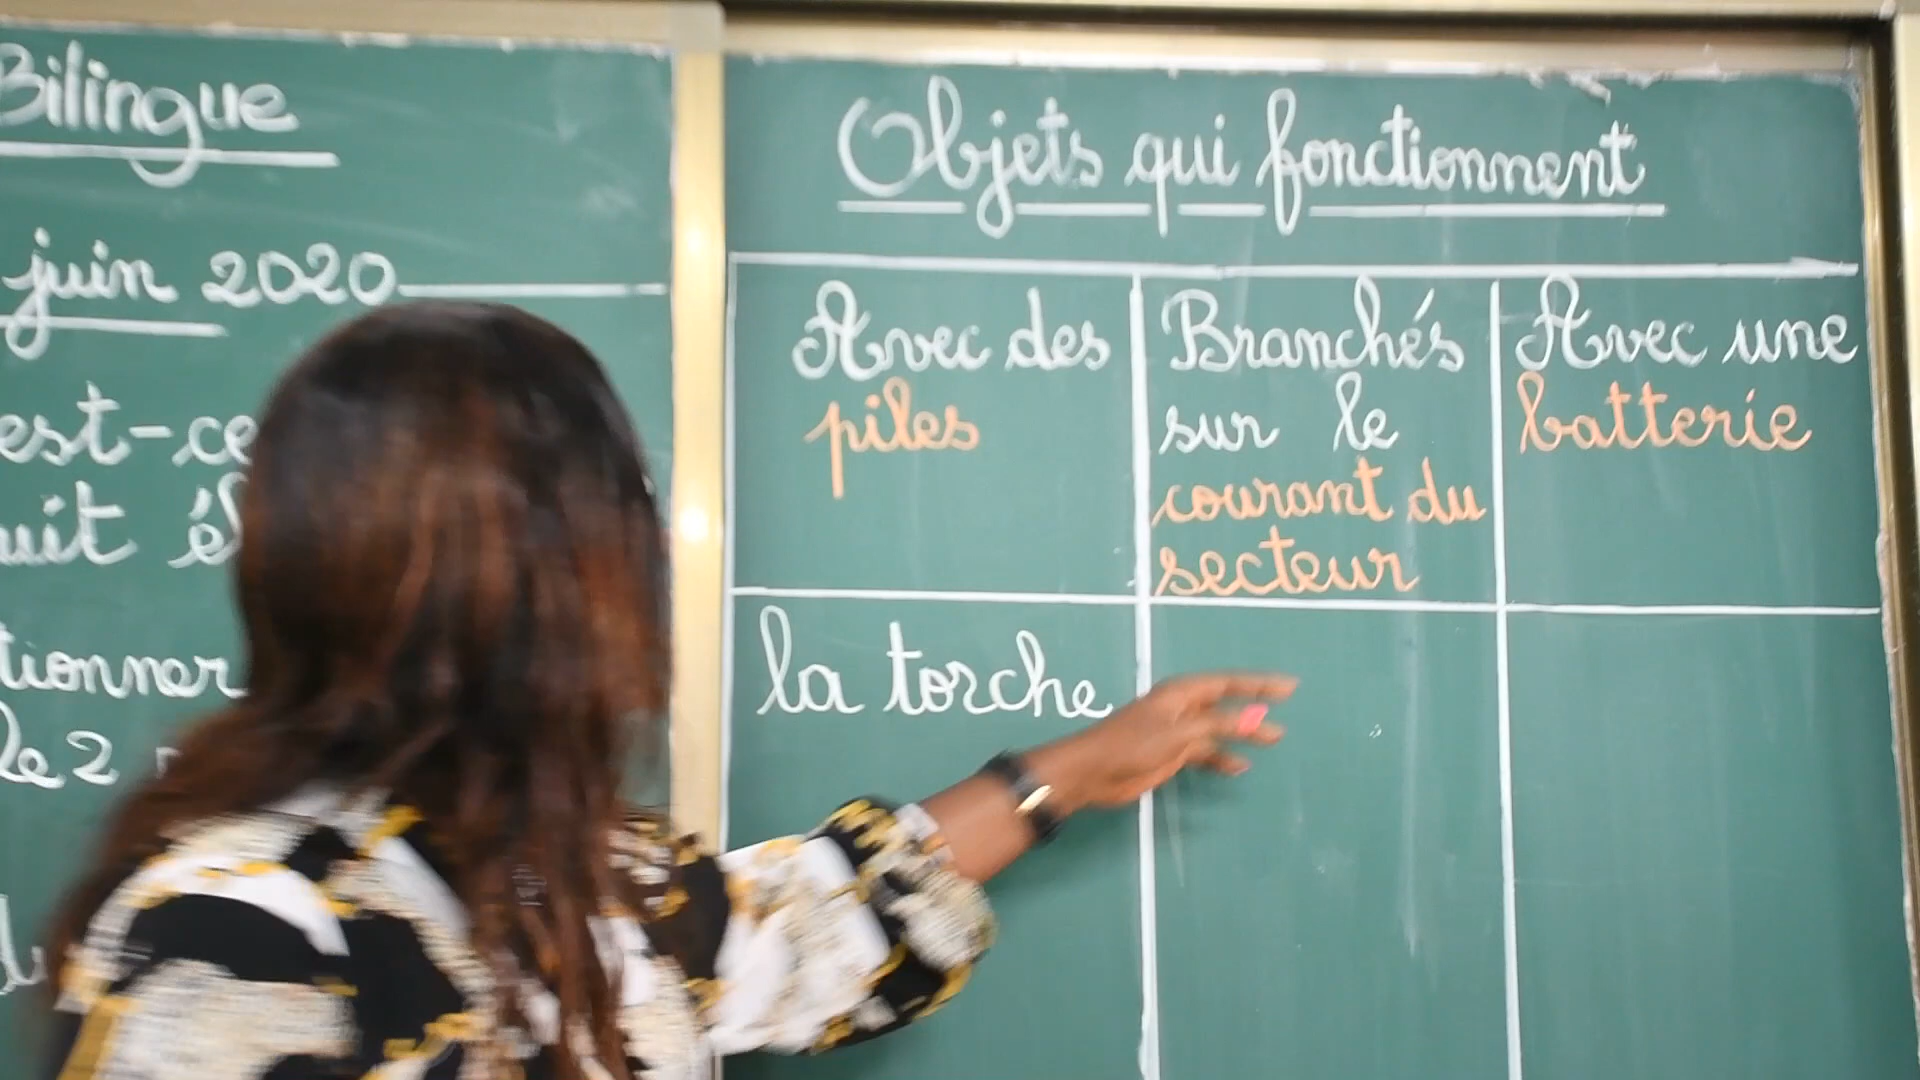 Bilingue
juin 2020
est-ce
uit él
tionner
le 2
Objets qui fonctionnent
Avec des
piles
Branchés
sur le
courant du
secteur
Avec une
batterie
la torche